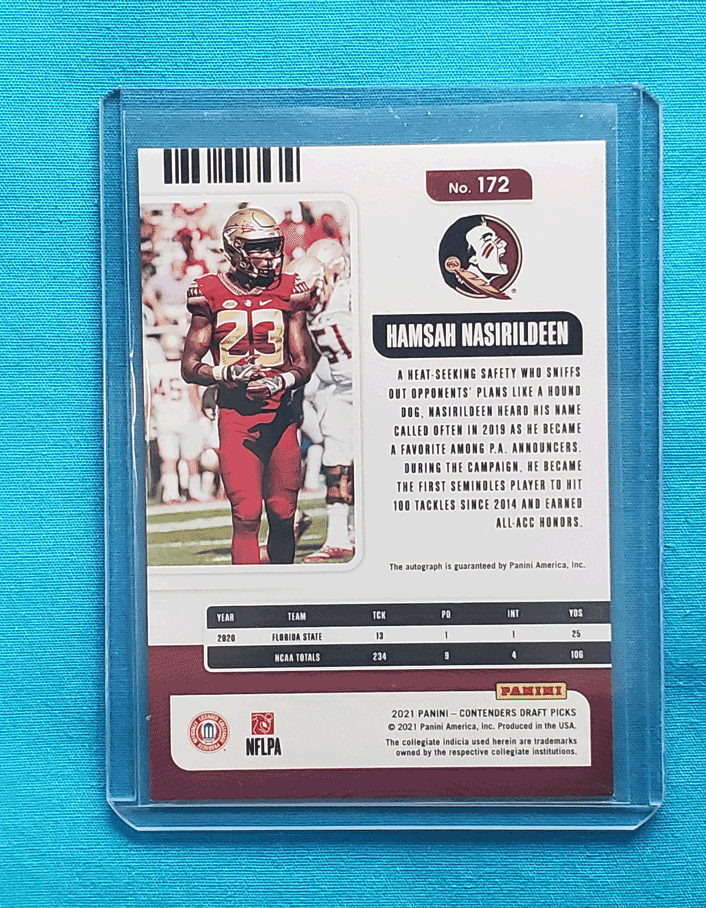 No. 172
HAMSAH NASIRILDEEN
A HEAT-SEEKING SAFETY WHO SNIFFS
OUT OPPONENTS' PLANS LIKE A HOUND
DOG, NASIRILDEEN HEARD HIS NAME
CALLED OFTEN IN 2019 AS HE BECAME
A FAVORITE AMONG P.A. ANNOUNCERS.
DURING THE CAMPAIGN, HE BECAME
THE FIRST SEMINOLES PLAYER TO HIT
100 TACKLES SINCE 2014 AND EARNED
ALL-ACC HONORS.
23
51
45
The autograph is guaranteed by Panini America, Inc.
YEAR TEAM TCK PD INT YDS
2020 FLORIDA STATE 13 1 1 25
NCAA TOTALS 234 9 4 106
PANINI
2021 PANINI – CONTENDERS DRAFT PICKS
© 2021 Panini America, Inc. Produced in the USA.
The collegiate indicia used herein are trademarks
owned by the respective collegiate institutions.
NFLPA